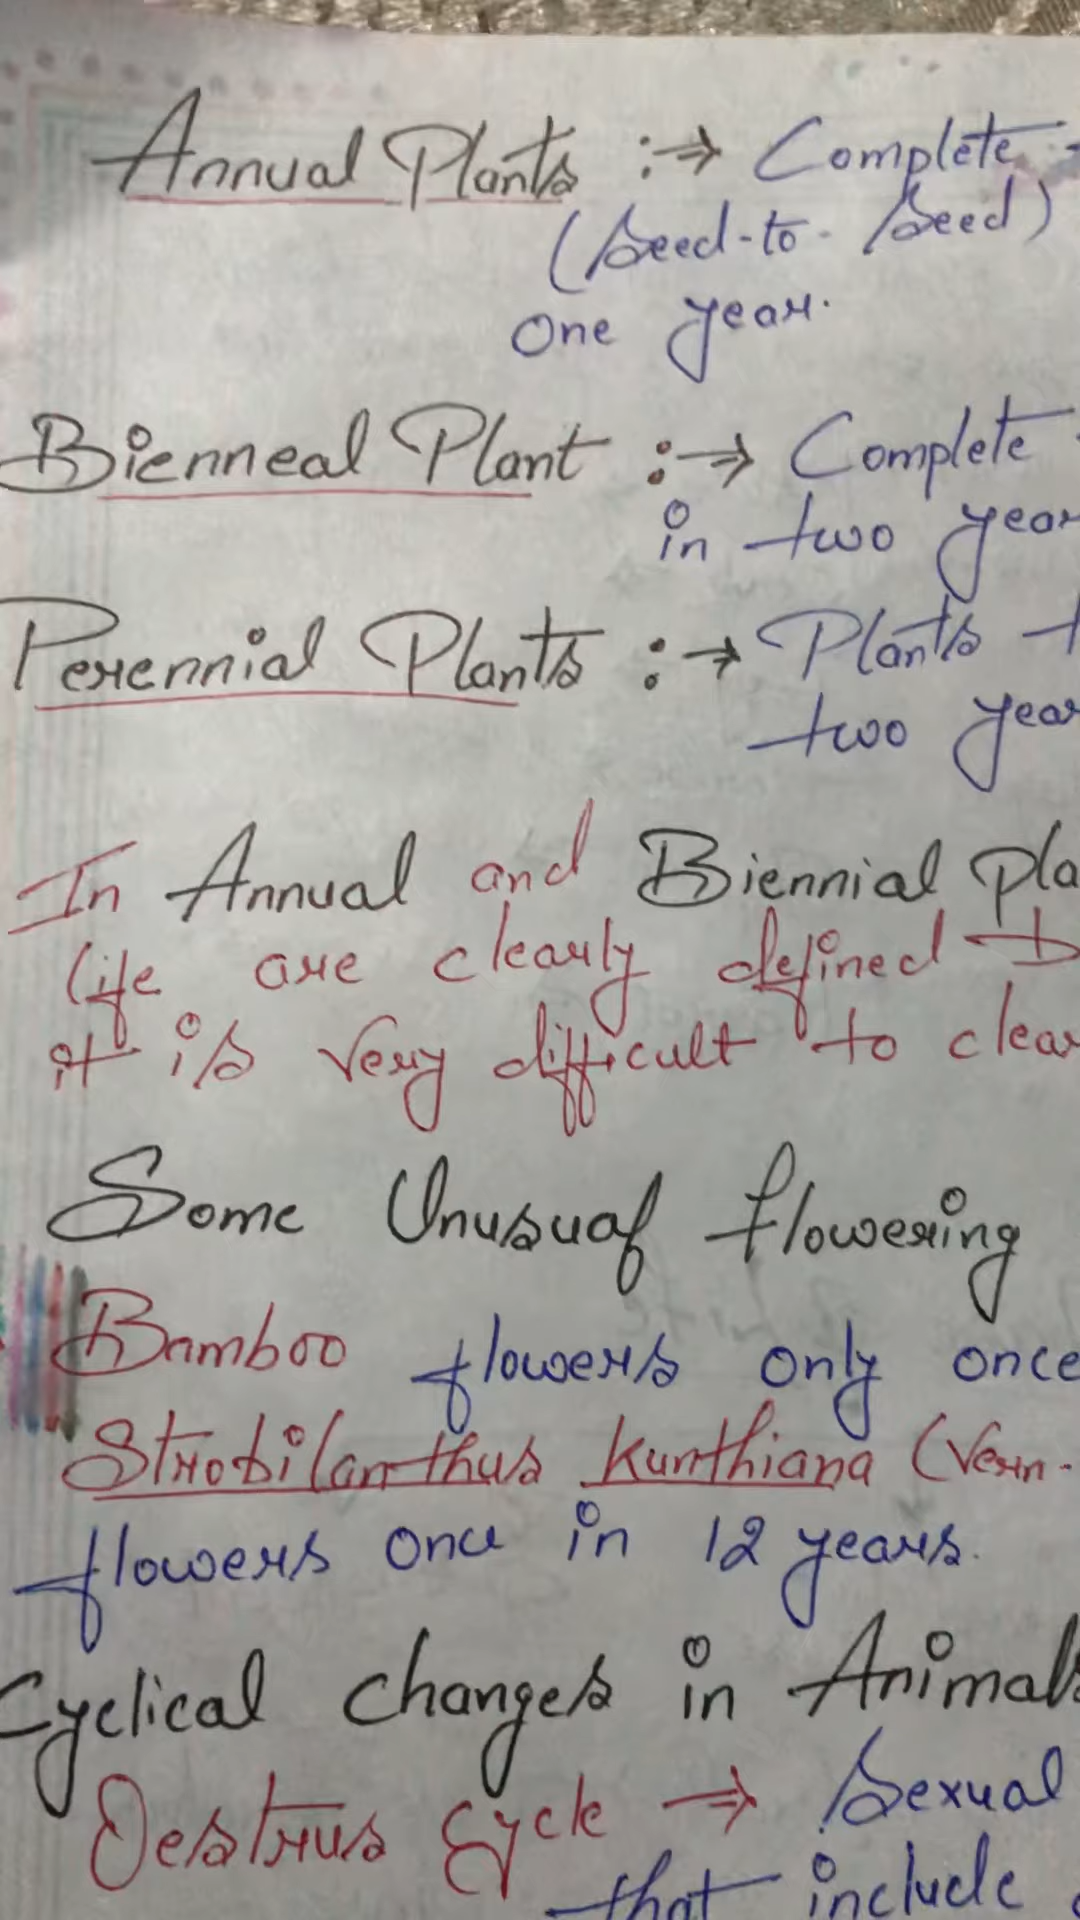 Annual Plants :→ Complete
(Seed-to-Seed)
One year.
Bienneal Plant :→ Complete
in two year
Perennial Plants :→ Plants
two year
In Annual and Biennial Pla
life are clearly defined
it is very difficult to clear
Some Unusual flowering
Bamboo flowers only once
Strobilanthus kunthiana (Vern-
flowers once in 12 years.
Cyclical changes in Animals
Oestrus Cycle ⇒ Sexual
that include